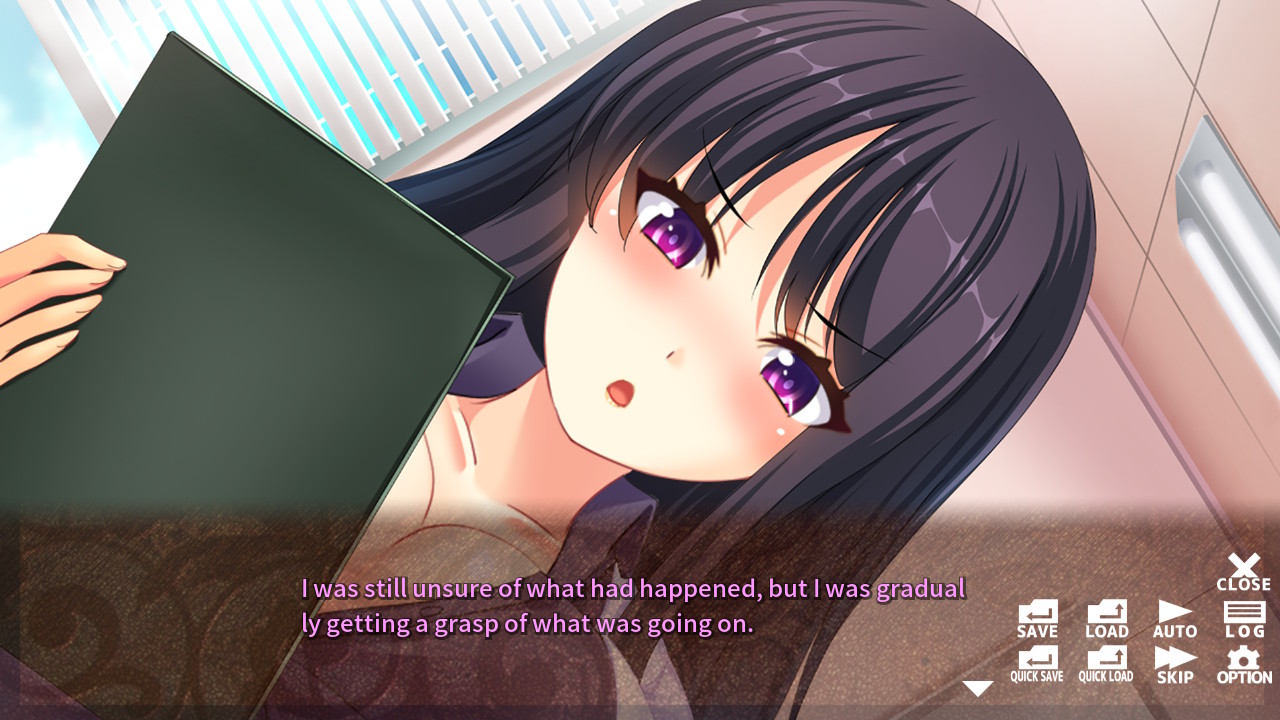 I was still unsure of what had happened, but I was gradual
ly getting a grasp of what was going on.
CLOSE
SAVE LOAD AUTO LOG
QUICK SAVE QUICK LOAD SKIP OPTION